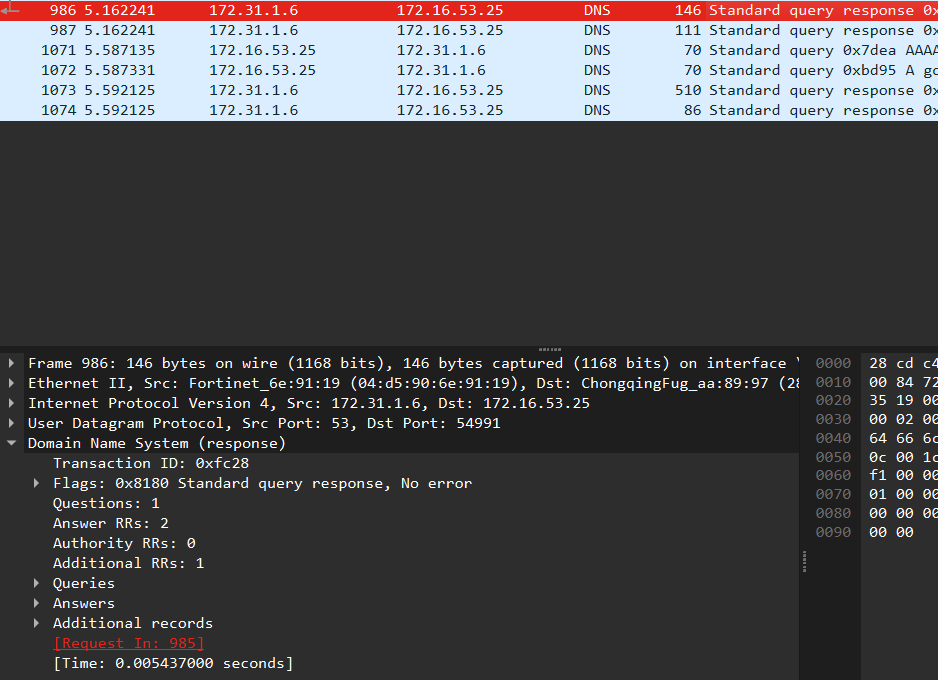 986 5.162241 172.31.1.6 172.16.53.25 DNS 146 Standard query response 0x
987 5.162241 172.31.1.6 172.16.53.25 DNS 111 Standard query response 0x
1071 5.587135 172.16.53.25 172.31.1.6 DNS 70 Standard query 0x7dea AAAA
1072 5.587331 172.16.53.25 172.31.1.6 DNS 70 Standard query 0xbd95 A go
1073 5.592125 172.31.1.6 172.16.53.25 DNS 510 Standard query response 0x
1074 5.592125 172.31.1.6 172.16.53.25 DNS 86 Standard query response 0x
Frame 986: 146 bytes on wire (1168 bits), 146 bytes captured (1168 bits) on interface \
Ethernet II, Src: Fortinet_6e:91:19 (04:d5:90:6e:91:19), Dst: ChongqingFug_aa:89:97 (28
Internet Protocol Version 4, Src: 172.31.1.6, Dst: 172.16.53.25
User Datagram Protocol, Src Port: 53, Dst Port: 54991
Domain Name System (response)
Transaction ID: 0xfc28
Flags: 0x8180 Standard query response, No error
Questions: 1
Answer RRs: 2
Authority RRs: 0
Additional RRs: 1
Queries
Answers
Additional records
[Request In: 985]
[Time: 0.005437000 seconds]
0000 28 cd c4
0010 00 84 72
0020 35 19 00
0030 00 02 00
0040 64 66 6c
0050 0c 00 1c
0060 f1 00 00
0070 01 00 00
0080 00 00 00
0090 00 00